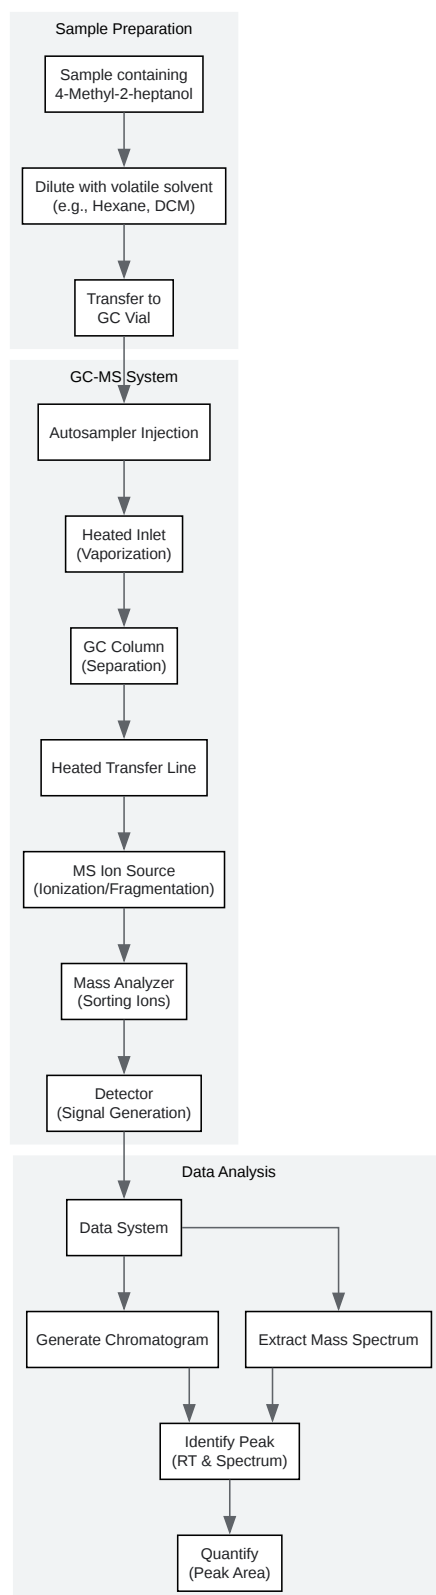 Sample Preparation
Sample containing
4-Methyl-2-heptanol
Dilute with volatile solvent
(e.g., Hexane, DCM)
Transfer to
GC Vial
GC-MS System
Autosampler Injection
Heated Inlet
(Vaporization)
GC Column
(Separation)
Heated Transfer Line
MS Ion Source
(Ionization/Fragmentation)
Mass Analyzer
(Sorting Ions)
Detector
(Signal Generation)
Data Analysis
Data System
Generate Chromatogram
Extract Mass Spectrum
Identify Peak
(RT & Spectrum)
Quantify
(Peak Area)